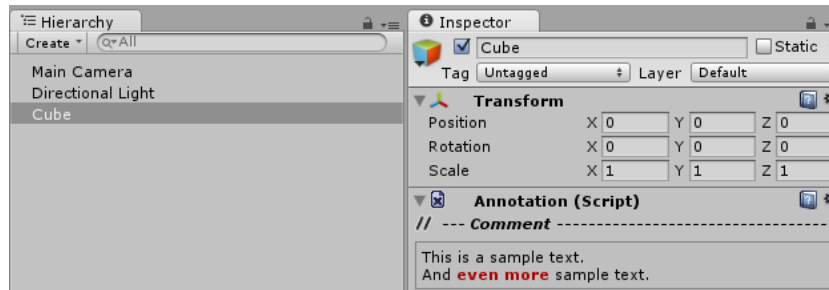 Hierarchy
Create
All
Main Camera
Directional Light
Cube
Inspector
Cube
Static
Tag Untagged Layer Default
Transform
Position X 0 Y 0 Z 0
Rotation X 0 Y 0 Z 0
Scale X 1 Y 1 Z 1
Annotation (Script)
// --- Comment ----------------------------------
This is a sample text.
And even more sample text.